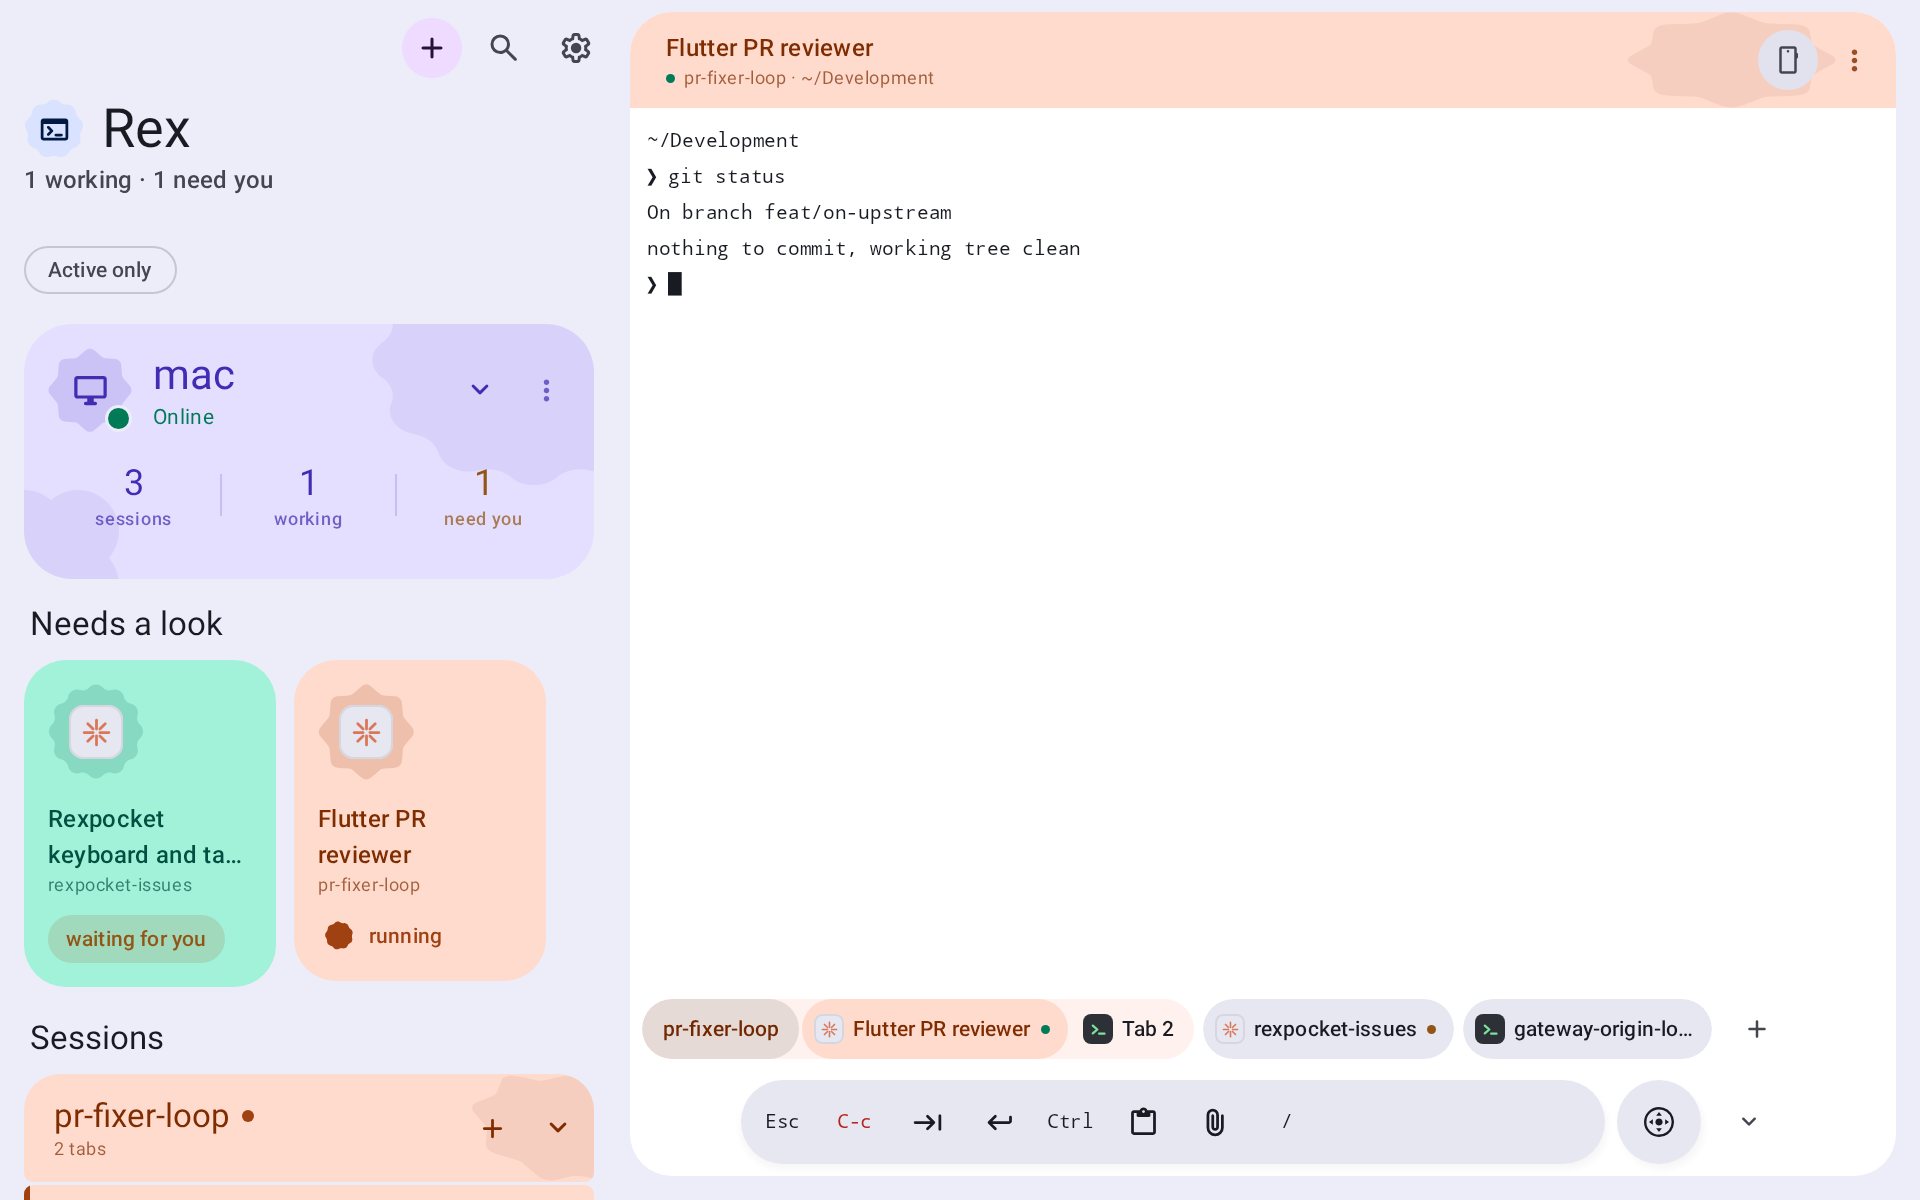 Rex
1 working · 1 need you
Active only
mac
Online
3
sessions
1
working
1
need you
Needs a look
Rexpocket
keyboard and ta…
rexpocket-issues
waiting for you
Flutter PR
reviewer
pr-fixer-loop
running
Sessions
pr-fixer-loop
2 tabs
Flutter PR reviewer
pr-fixer-loop · ~/Development
~/Development
❯ git status
On branch feat/on-upstream
nothing to commit, working tree clean
❯
pr-fixer-loop
Flutter PR reviewer
Tab 2
rexpocket-issues
gateway-origin-lo…
Esc
C-c
Ctrl
/